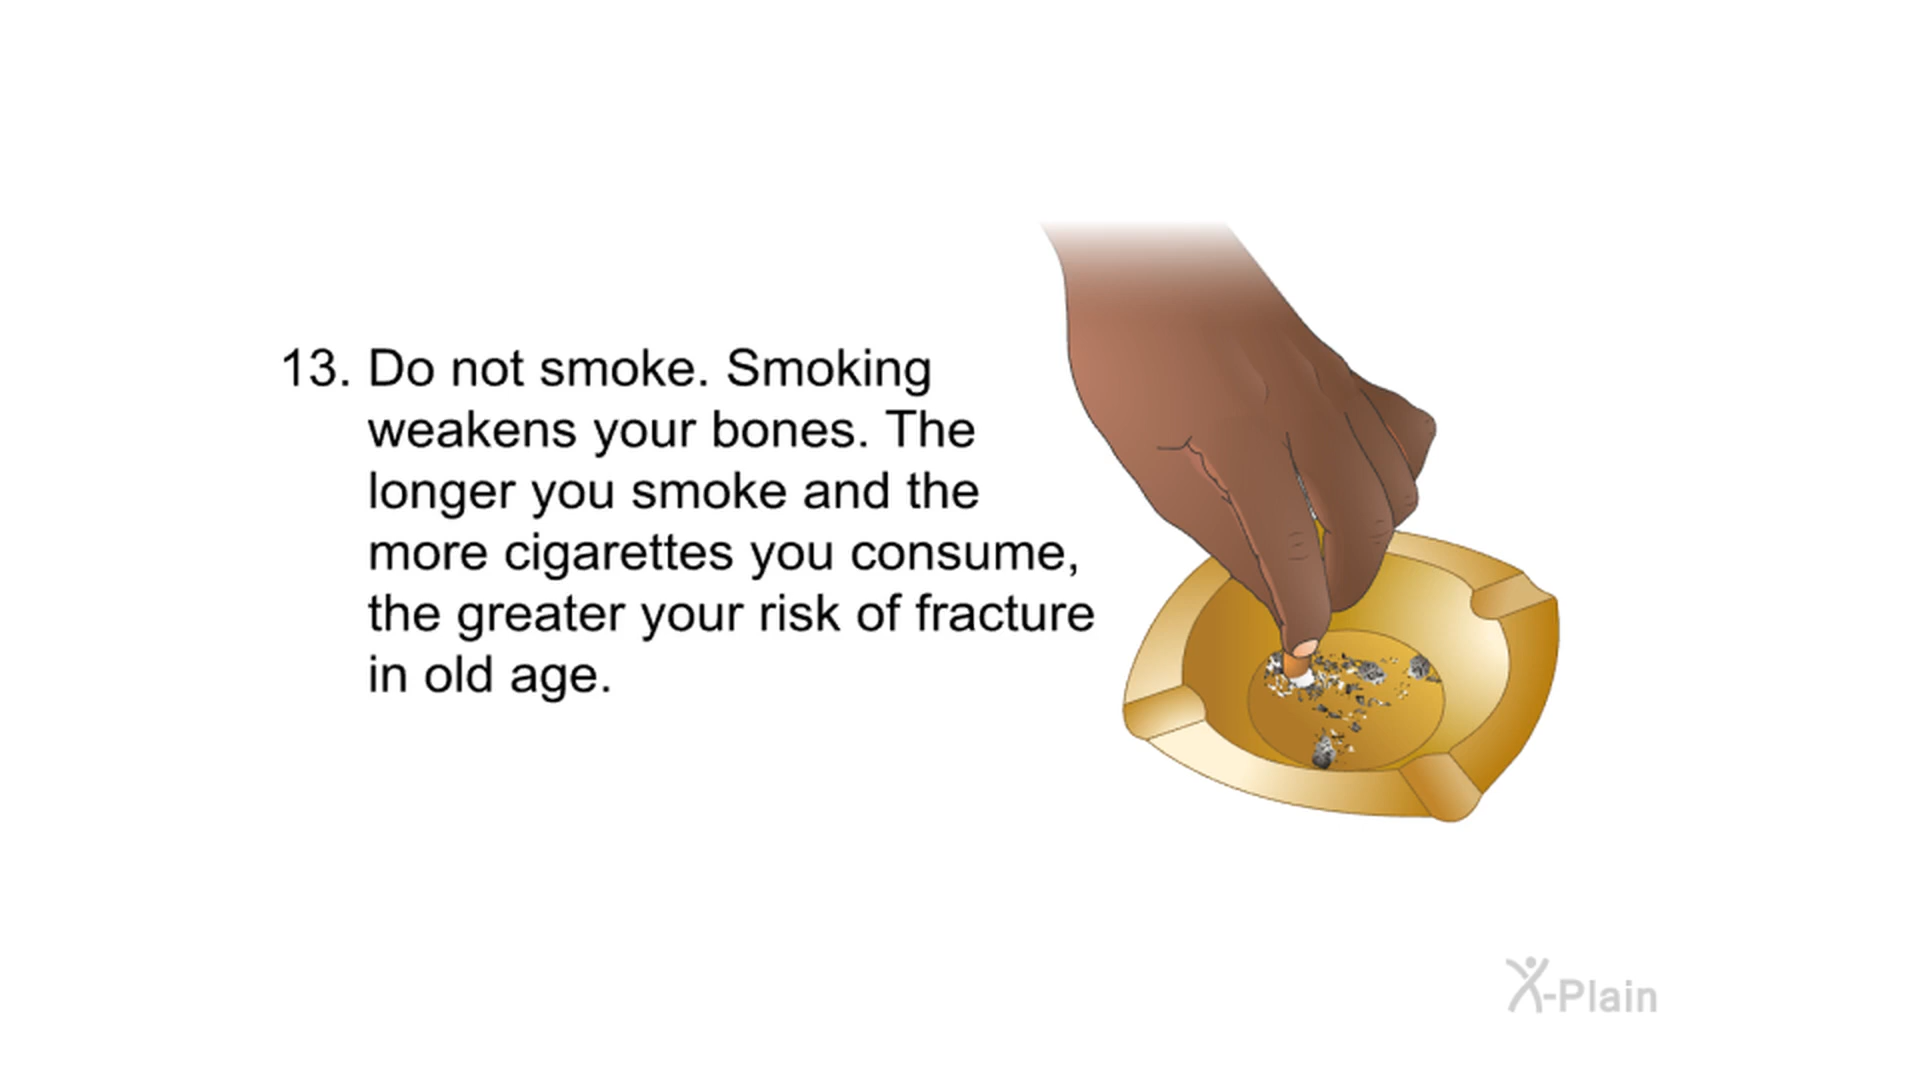 13. Do not smoke. Smoking
weakens your bones. The
longer you smoke and the
more cigarettes you consume,
the greater your risk of fracture
in old age.
X-Plain